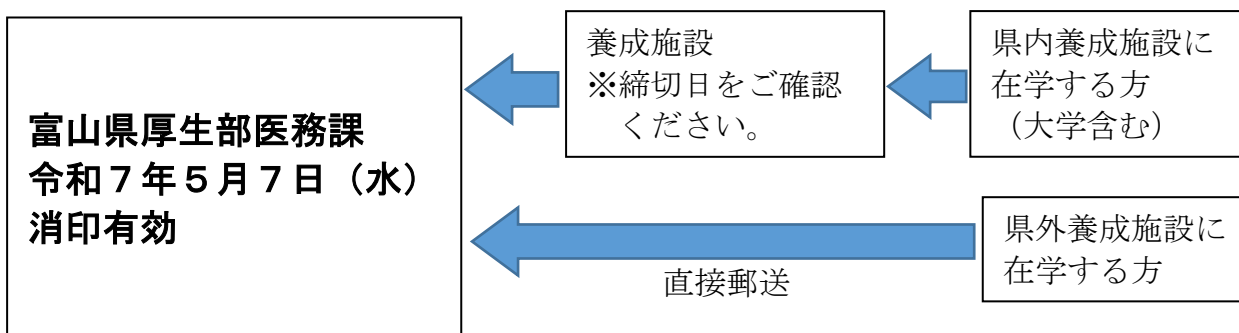 富山県厚生部医務課
令和７年５月７日（水）
消印有効
養成施設
※締切日をご確認
ください。
県内養成施設に
在学する方
（大学含む）
直接郵送
県外養成施設に
在学する方